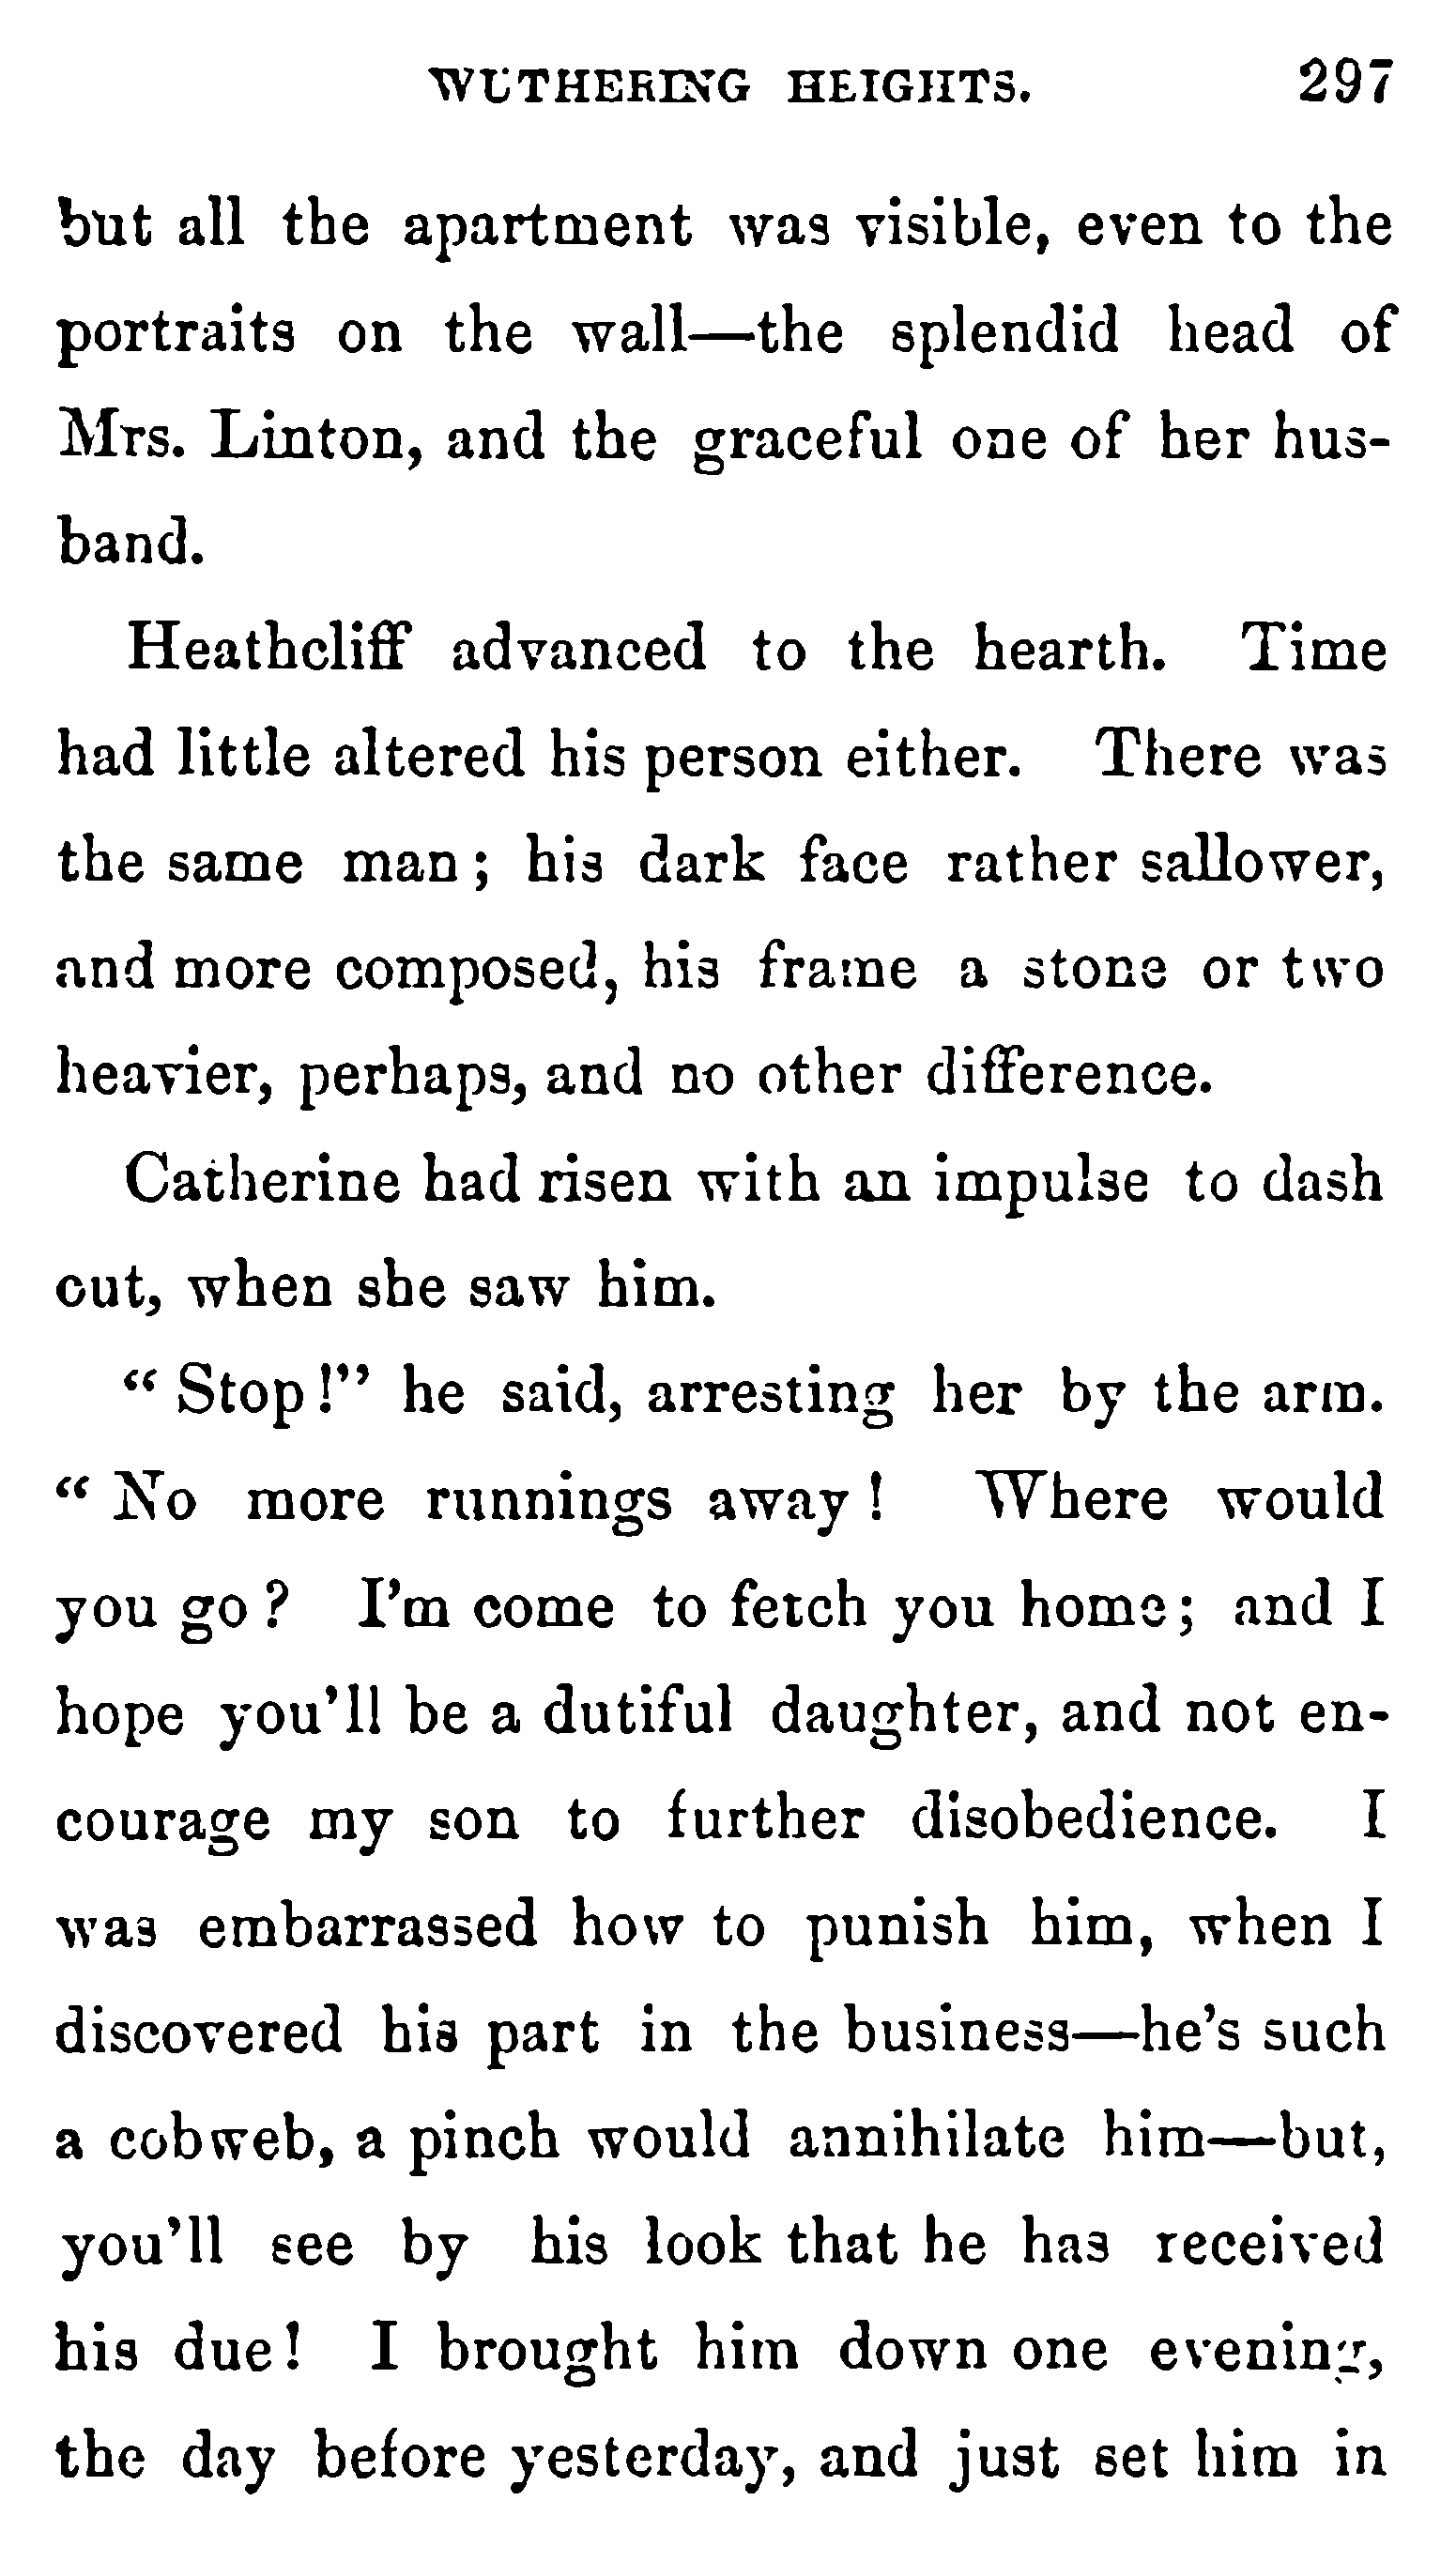 WUTHERING HEIGHTS. 297
but all the apartment was visible, even to the
portraits on the wall—the splendid head of
Mrs. Linton, and the graceful one of her hus-
band.
Heathcliff advanced to the hearth. Time
had little altered his person either. There was
the same man; his dark face rather sallower,
and more composed, his frame a stone or two
heavier, perhaps, and no other difference.
Catherine had risen with an impulse to dash
out, when she saw him.
“Stop!” he said, arresting her by the arm.
“No more runnings away! Where would
you go? I’m come to fetch you home; and I
hope you’ll be a dutiful daughter, and not en-
courage my son to further disobedience. I
was embarrassed how to punish him, when I
discovered his part in the business—he’s such
a cobweb, a pinch would annihilate him—but,
you’ll see by his look that he has received
his due! I brought him down one evening,
the day before yesterday, and just set him in